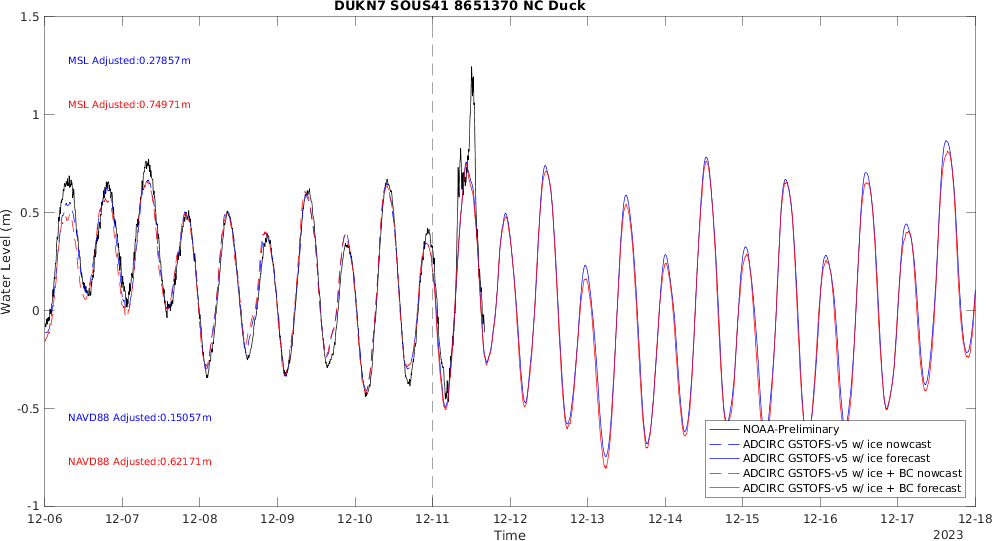 DUKN7 SOUS41 8651370 NC Duck
1.5
1
0.5
0
-0.5
-1
Water Level (m)
MSL Adjusted:0.27857m
MSL Adjusted:0.74971m
NAVD88 Adjusted:0.15057m
NAVD88 Adjusted:0.62171m
NOAA-Preliminary
ADCIRC GSTOFS-v5 w/ ice nowcast
ADCIRC GSTOFS-v5 w/ ice forecast
ADCIRC GSTOFS-v5 w/ ice + BC nowcast
ADCIRC GSTOFS-v5 w/ ice + BC forecast
12-06 12-07 12-08 12-09 12-10 12-11 12-12 12-13 12-14 12-15 12-16 12-17 12-18
Time
2023